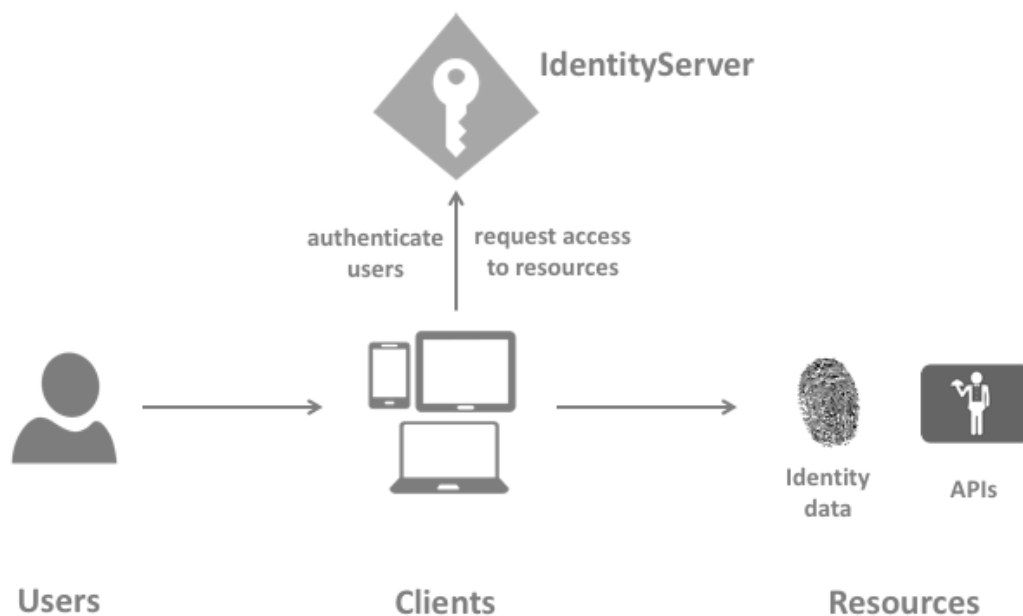 IdentityServer
authenticate
users
request access
to resources
Identity
data
APIs
Users
Clients
Resources